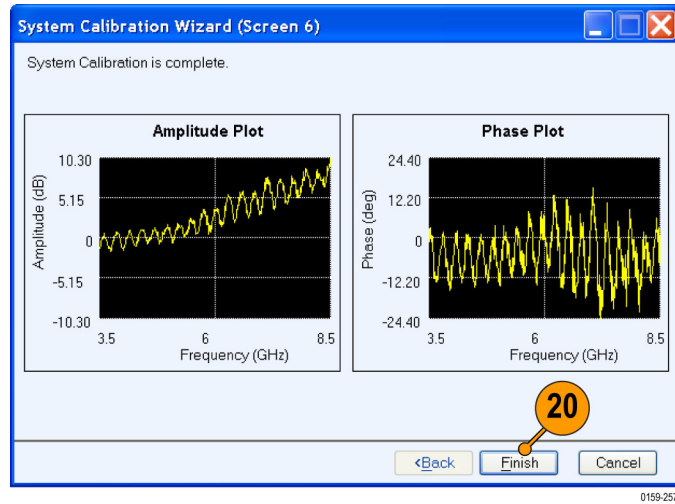 System Calibration Wizard (Screen 6)
System Calibration is complete.
Amplitude Plot
10.30
5.15
0
-5.15
-10.30
Amplitude (dB)
3.5 6 8.5
Frequency (GHz)
Phase Plot
24.40
12.20
0
-12.20
-24.40
Phase (deg)
3.5 6 8.5
Frequency (GHz)
20
<Back Finish Cancel
0159-257